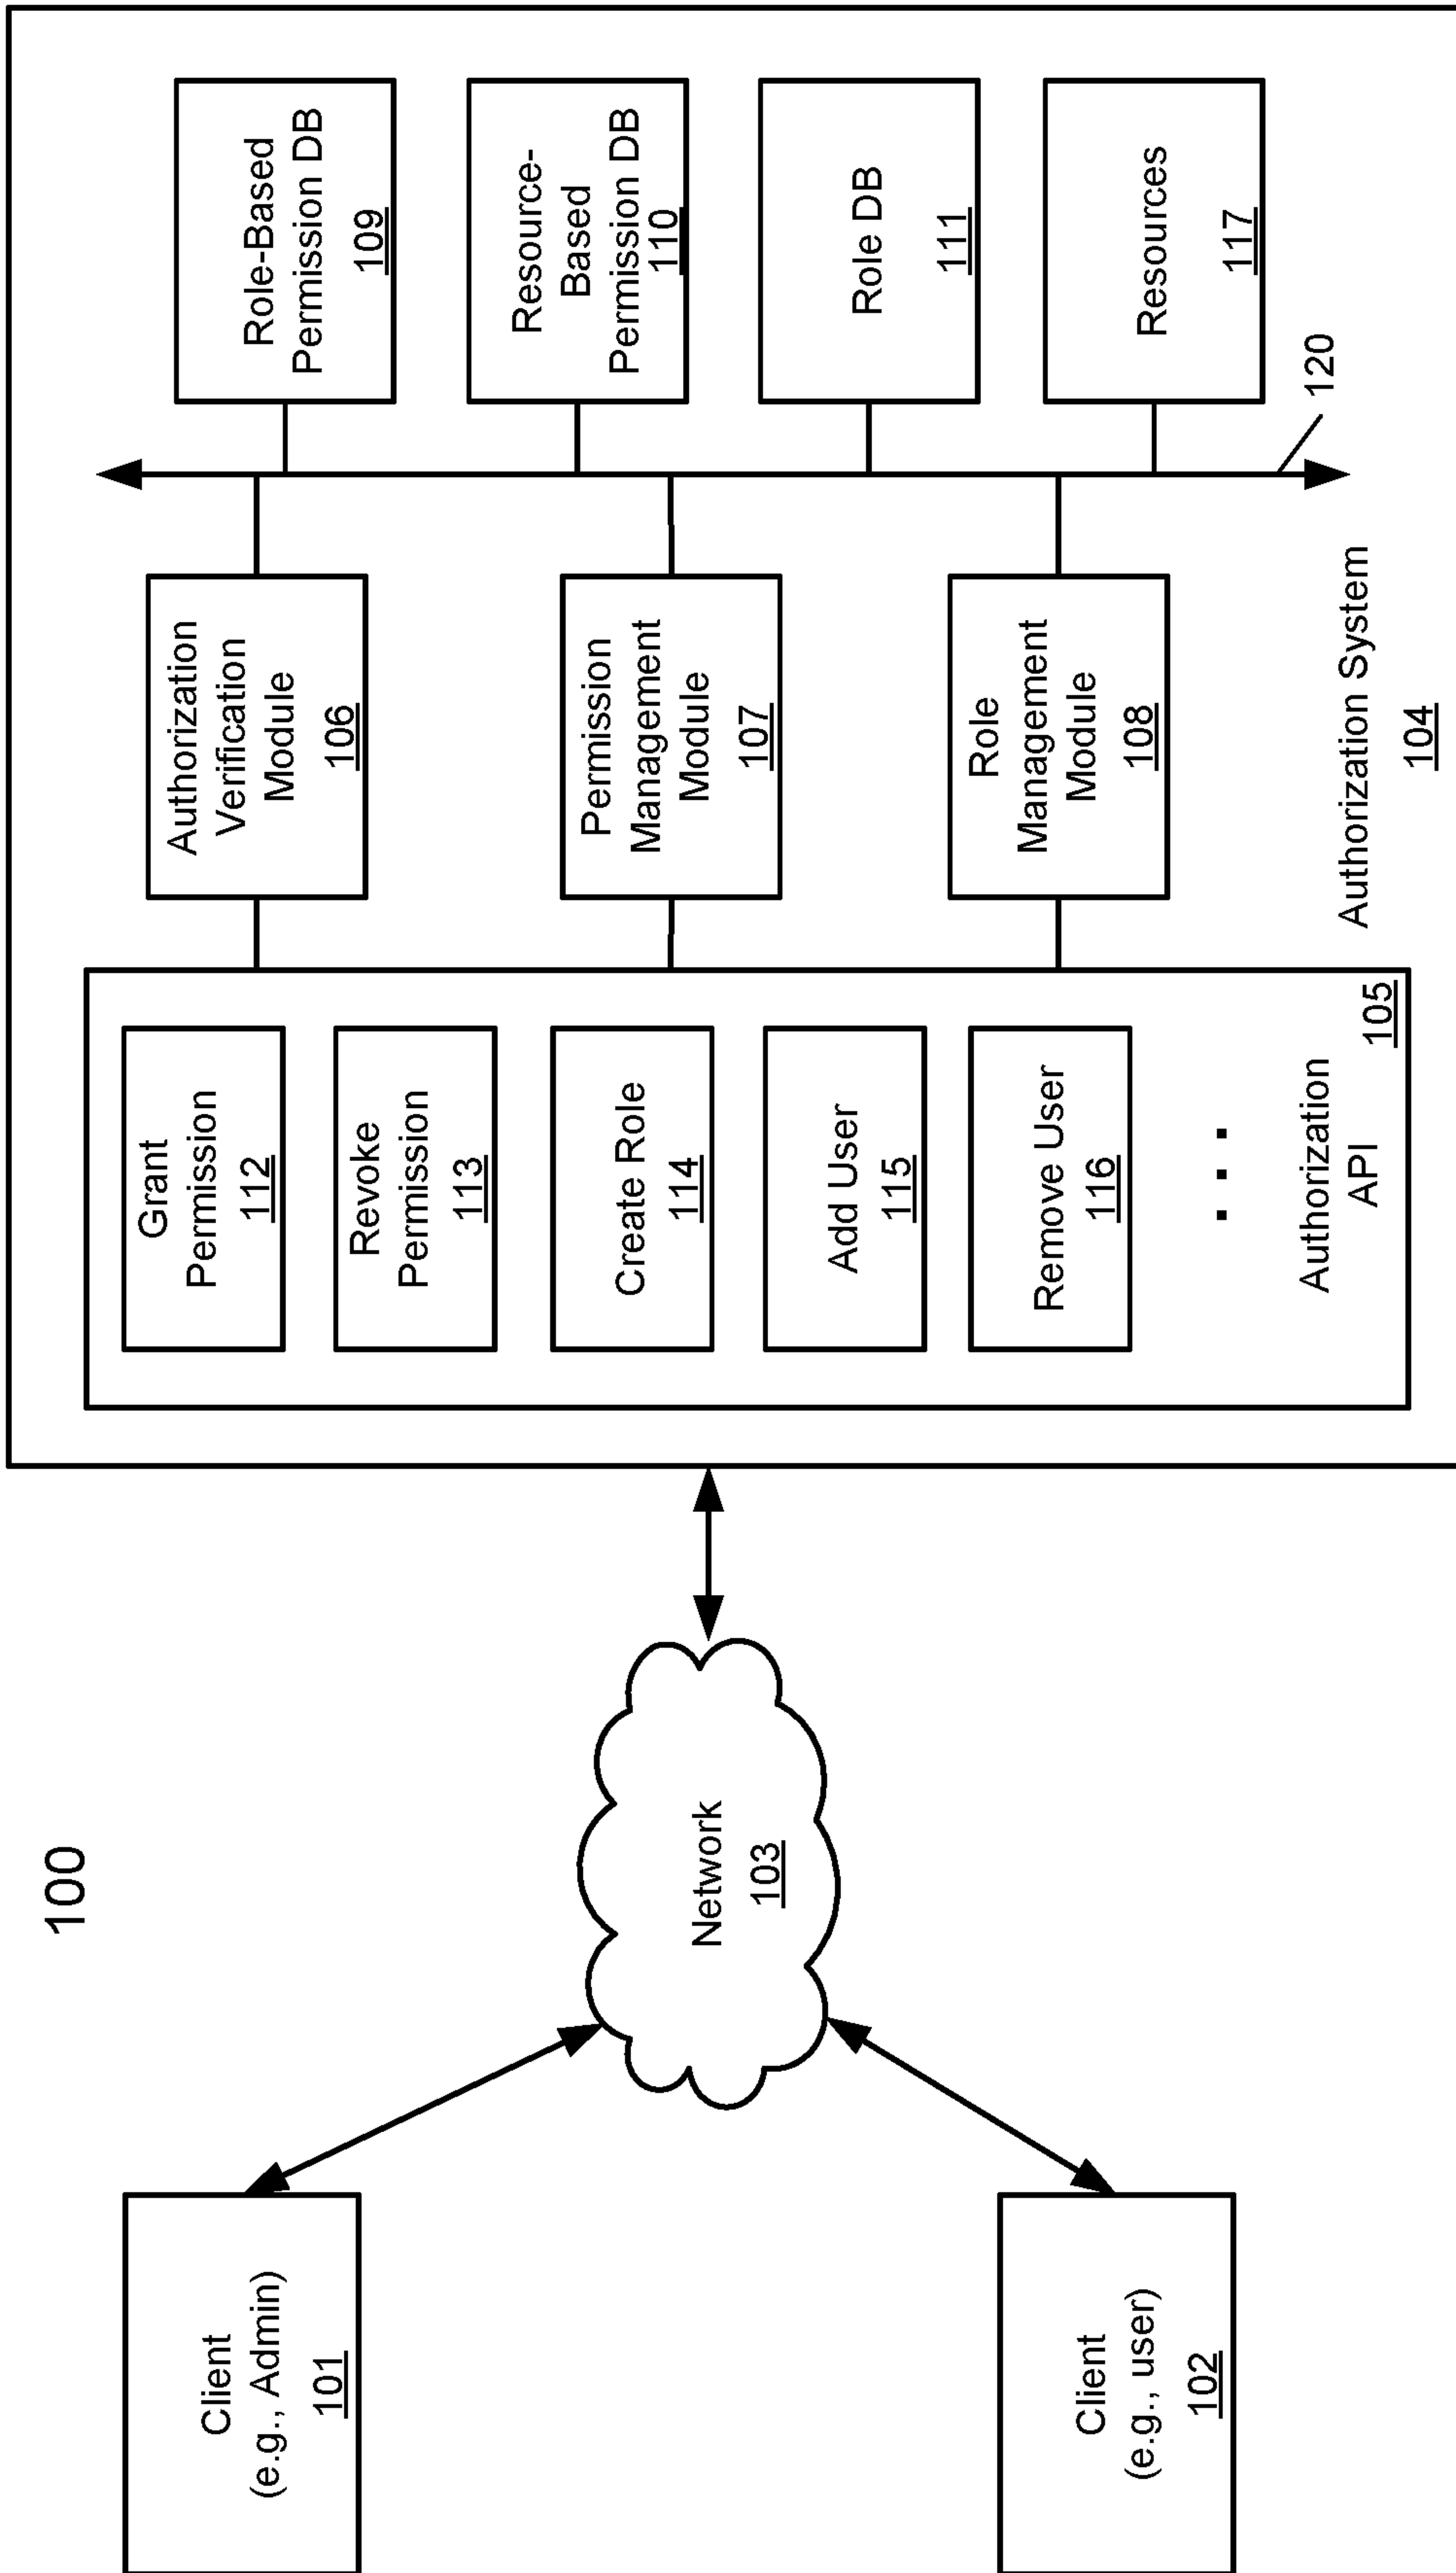 100
Client
(e.g., Admin)
101
Client
(e.g., user)
102
Network
103
Grant
Permission
112
Revoke
Permission
113
Create Role
114
Add User
115
Remove User
116
. . .
Authorization
API
105
Authorization
Verification
Module
106
Permission
Management
Module
107
Role
Management
Module
108
Authorization System
104
Role-Based
Permission DB
109
Resource-
Based
Permission DB
110
Role DB
111
Resources
117
120